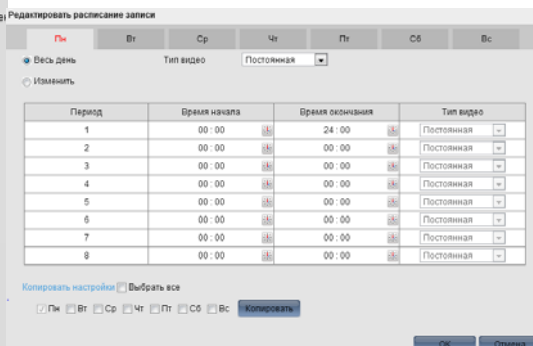 Редактировать расписание записи
Пн Вт Ср Чт Пт Сб Вс
Весь день Тип видео Постоянная
Изменить
Период Время начала Время окончания Тип видео
1 00 : 00 24 : 00 Постоянная
2 00 : 00 00 : 00 Постоянная
3 00 : 00 00 : 00 Постоянная
4 00 : 00 00 : 00 Постоянная
5 00 : 00 00 : 00 Постоянная
6 00 : 00 00 : 00 Постоянная
7 00 : 00 00 : 00 Постоянная
8 00 : 00 00 : 00 Постоянная
Копировать настройки Выбрать все
Пн Вт Ср Чт Пт Сб Вс Копировать
OK Отмена